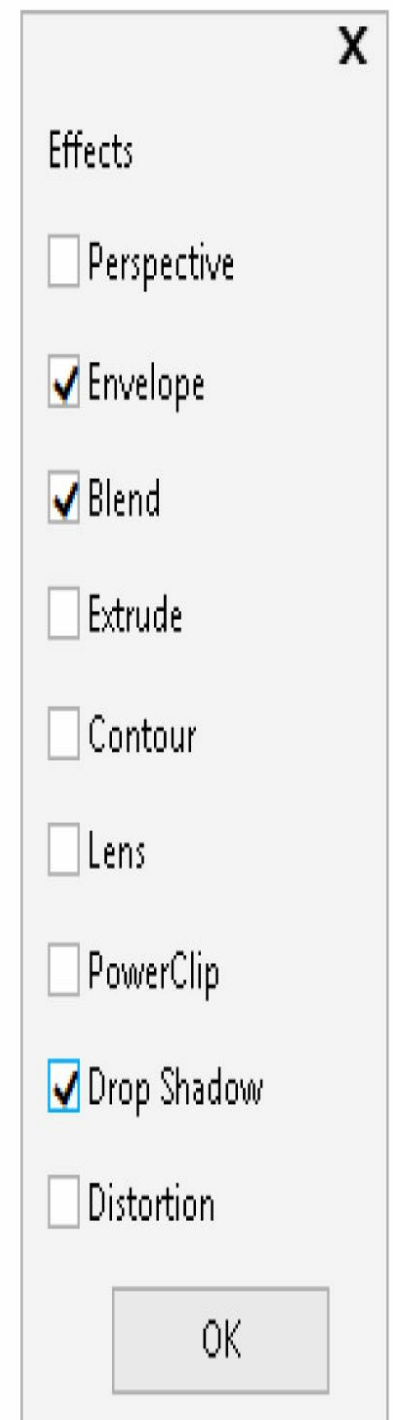 X
Effects
Perspective
Envelope
Blend
Extrude
Contour
Lens
PowerClip
Drop Shadow
Distortion
OK